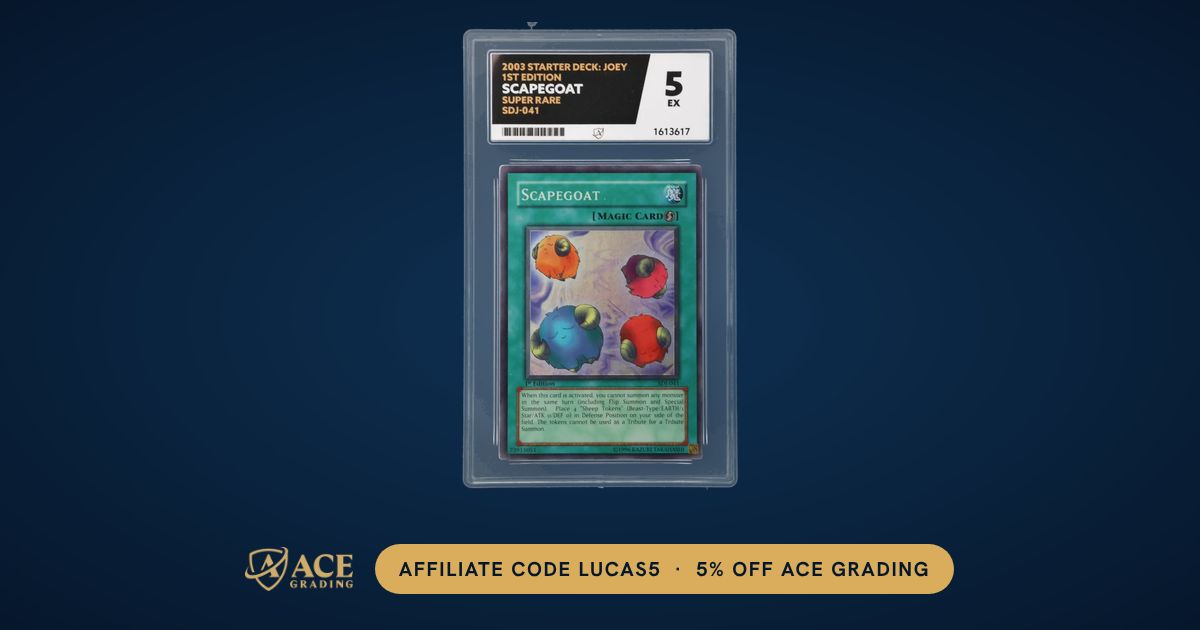 2003 STARTER DECK: JOEY
1ST EDITION
SCAPEGOAT
SUPER RARE
SDJ-041
5
EX
1613617
SCAPEGOAT
[MAGIC CARD]
1st Edition
SDJ-041
When this card is activated, you cannot summon any monster
in the same turn (including Flip Summon and Special
Summon). Place 4 "Sheep Tokens" (Beast-Type/EARTH/1
Star/ATK 0/DEF 0) in Defense Position on your side of the
field. The tokens cannot be used as a Tribute for a Tribute
Summon.
73915051
©1996 KAZUKI TAKAHASHI
ACE
GRADING
AFFILIATE CODE LUCAS5 · 5% OFF ACE GRADING